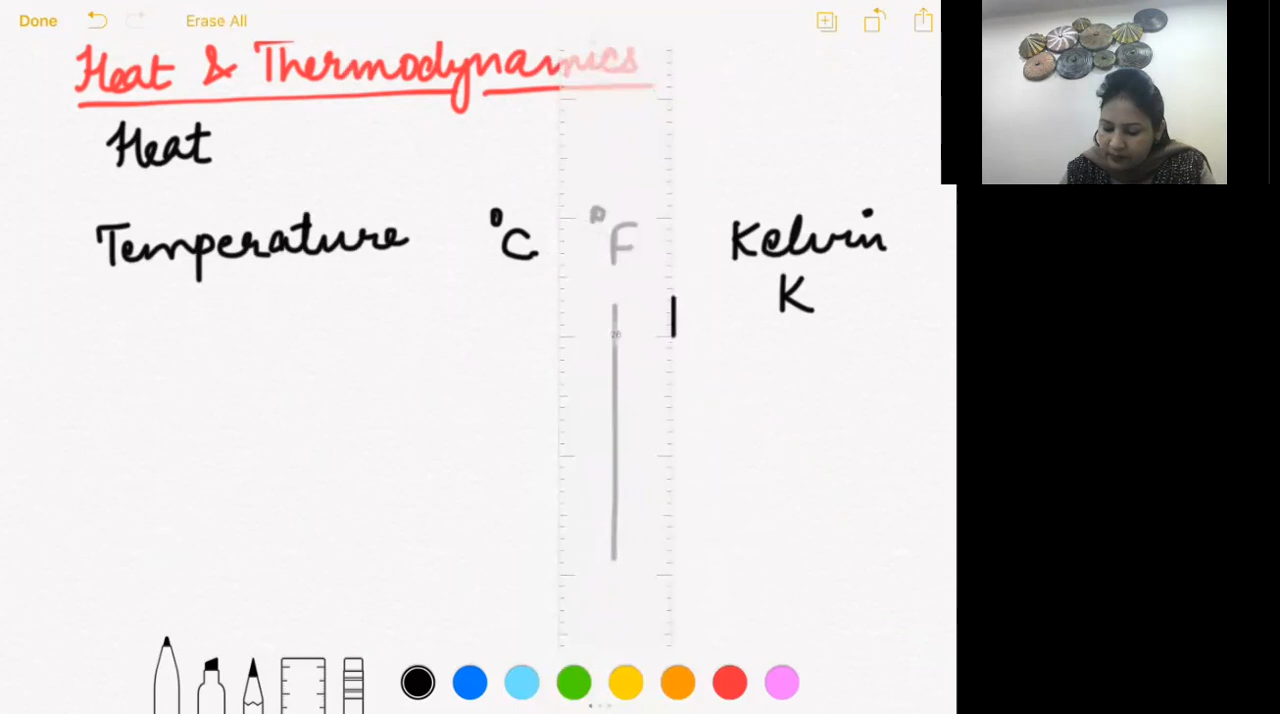 Done Erase All
Heat & Thermodynamics
Heat
Temperature °C °F Kelvin
K